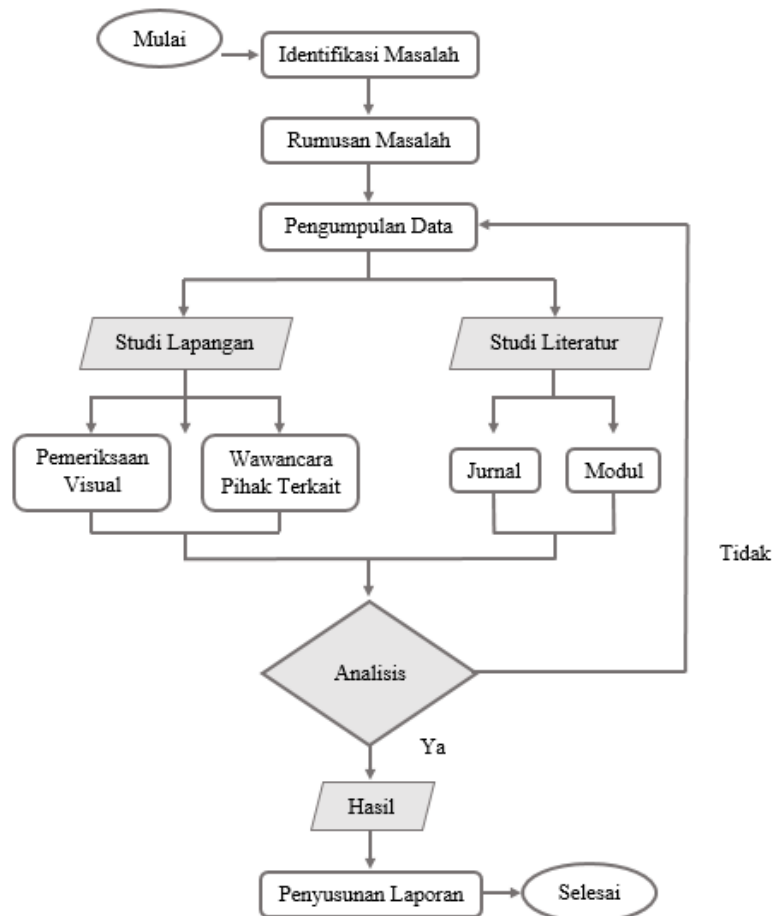 Mulai
Identifikasi Masalah
Rumusan Masalah
Pengumpulan Data
Studi Lapangan
Studi Literatur
Pemeriksaan
Visual
Wawancara
Pihak Terkait
Jurnal
Modul
Tidak
Analisis
Ya
Hasil
Penyusunan Laporan
Selesai